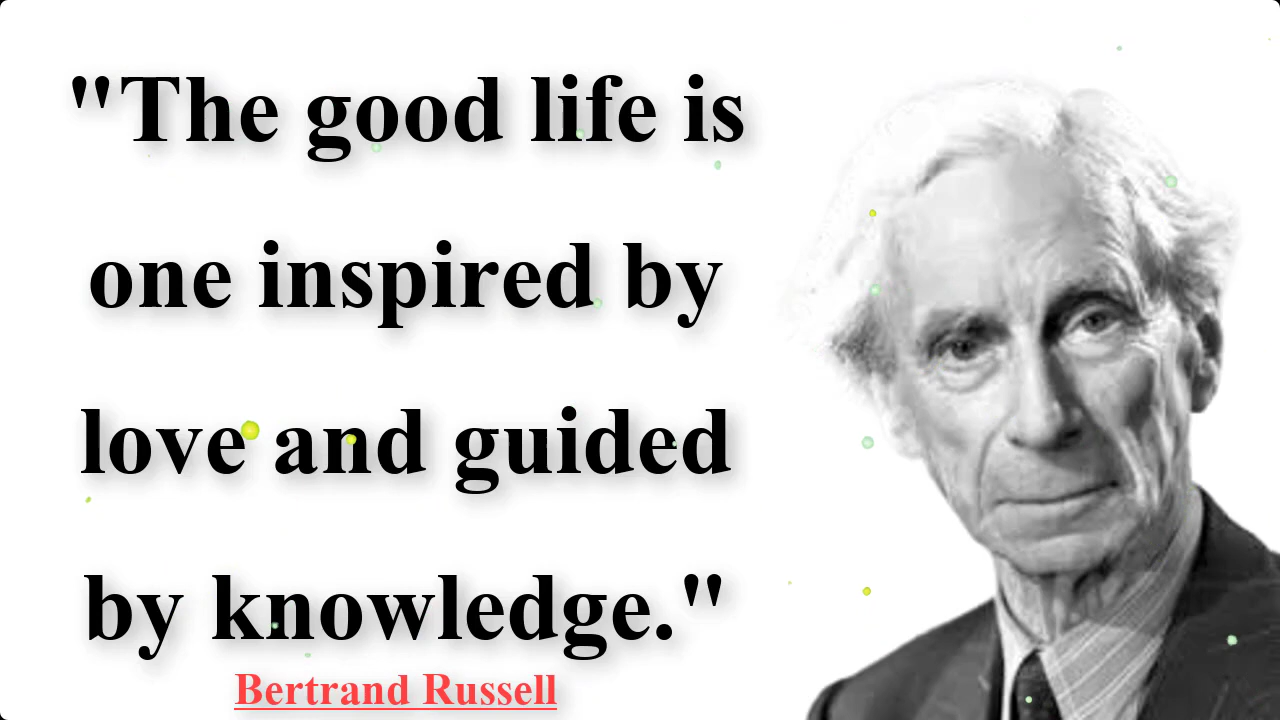 "The good life is
one inspired by
love and guided
by knowledge."
Bertrand Russell